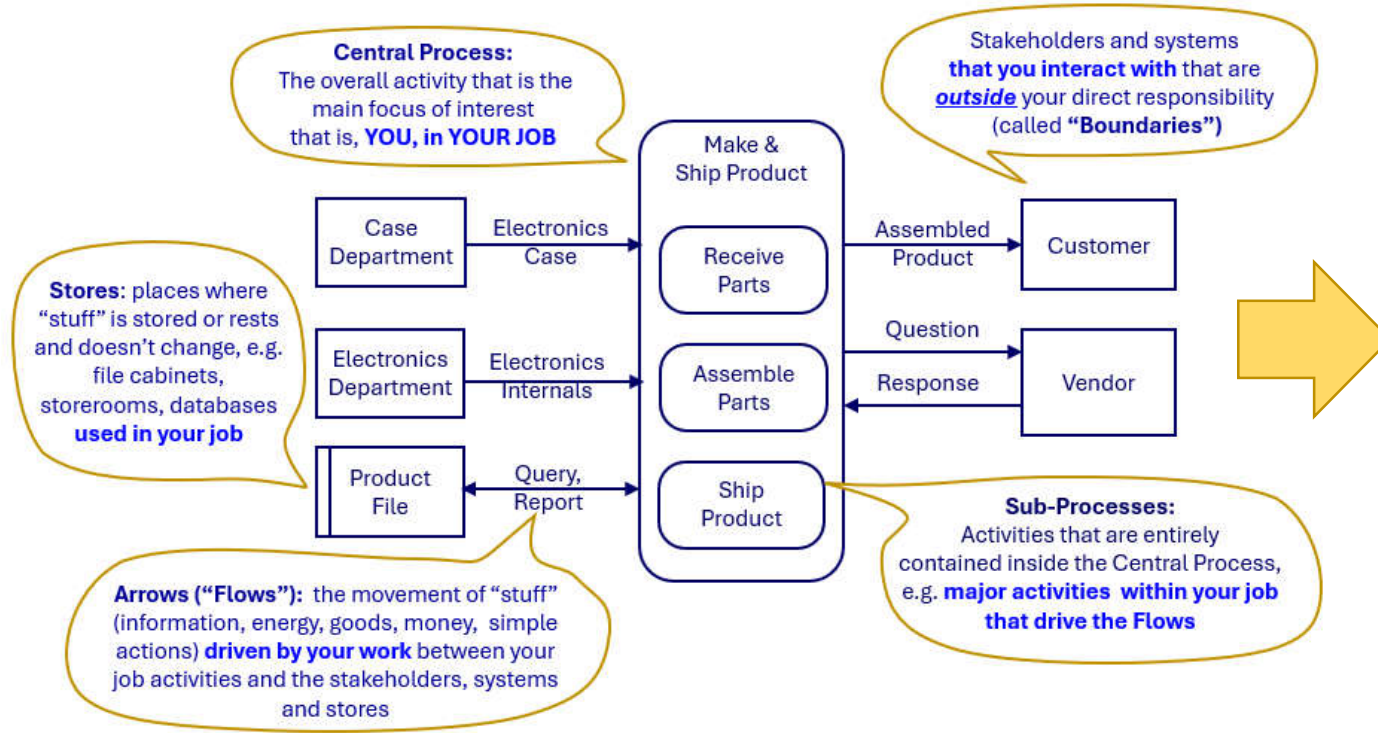 Central Process:
The overall activity that is the
main focus of interest
that is, YOU, in YOUR JOB
Stakeholders and systems
that you interact with that are
outside your direct responsibility
(called “Boundaries”)
Make &
Ship Product
Case
Department
Electronics
Case
Receive
Parts
Assembled
Product
Customer
Stores: places where
“stuff” is stored or rests
and doesn’t change, e.g.
file cabinets,
storerooms, databases
used in your job
Electronics
Department
Electronics
Internals
Assemble
Parts
Question
Response
Vendor
Product
File
Query,
Report
Ship
Product
Sub-Processes:
Activities that are entirely
contained inside the Central Process,
e.g. major activities within your job
that drive the Flows
Arrows (“Flows”): the movement of “stuff”
(information, energy, goods, money, simple
actions) driven by your work between your
job activities and the stakeholders, systems
and stores